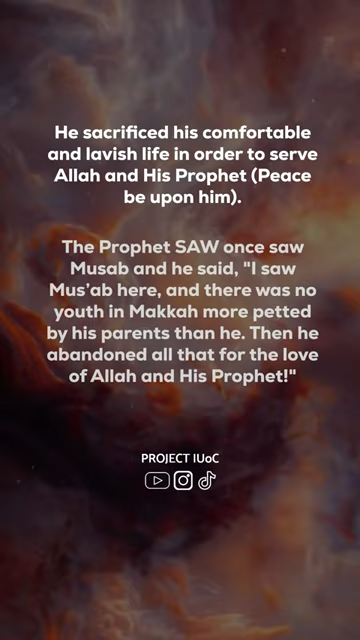 He sacrificed his comfortable
and lavish life in order to serve
Allah and His Prophet (Peace
be upon him).
The Prophet SAW once saw
Musab and he said, "I saw
Mus'ab here, and there was no
youth in Makkah more petted
by his parents than he. Then he
abandoned all that for the love
of Allah and His Prophet!"
PROJECT IUoC